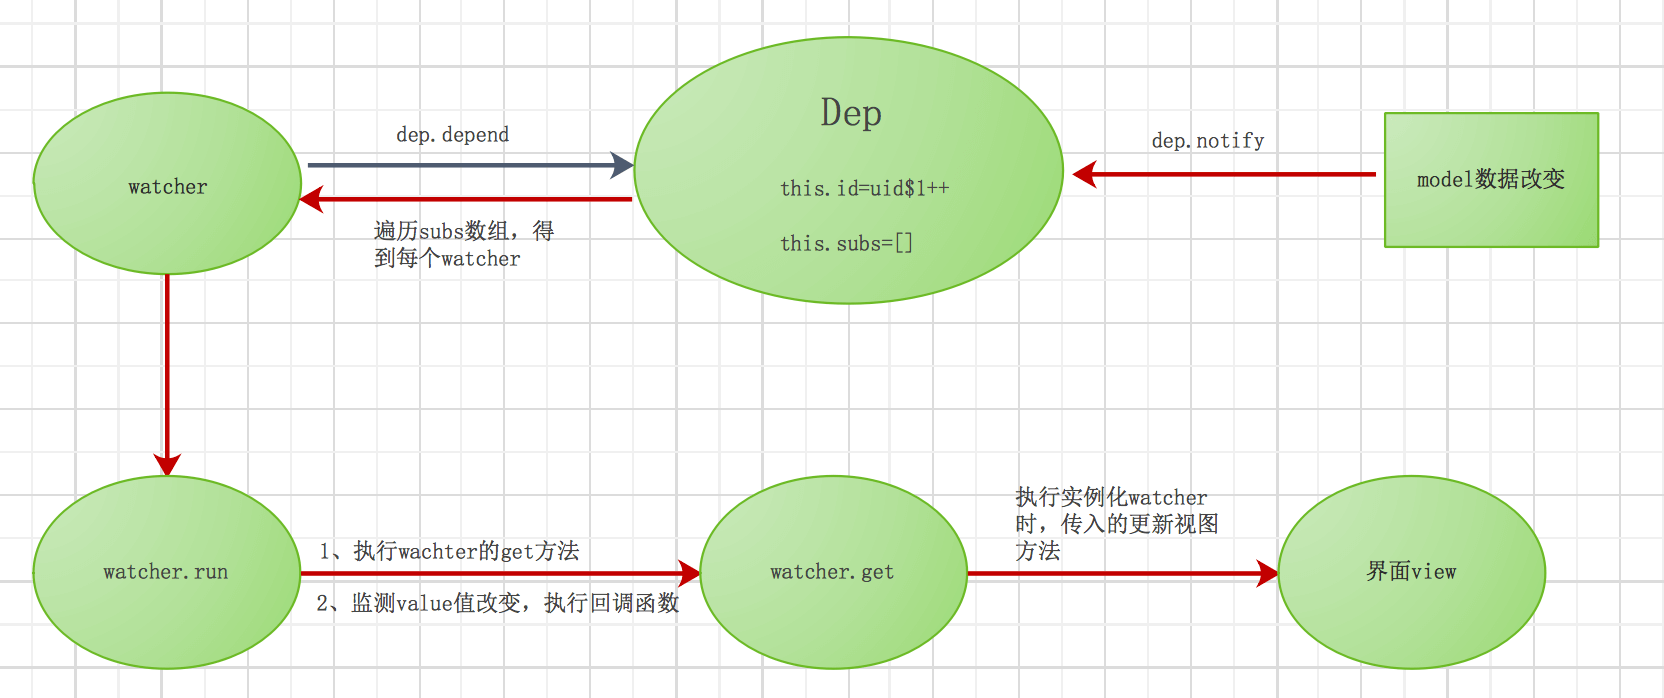 Dep
dep.depend
dep.notify
watcher
this.id=uid$1++
model数据改变
遍历subs数组，得
到每个watcher
this.subs=[]
执行实例化watcher
时，传入的更新视图
方法
1、执行wachter的get方法
watcher.run
watcher.get
界面view
2、监测value值改变，执行回调函数